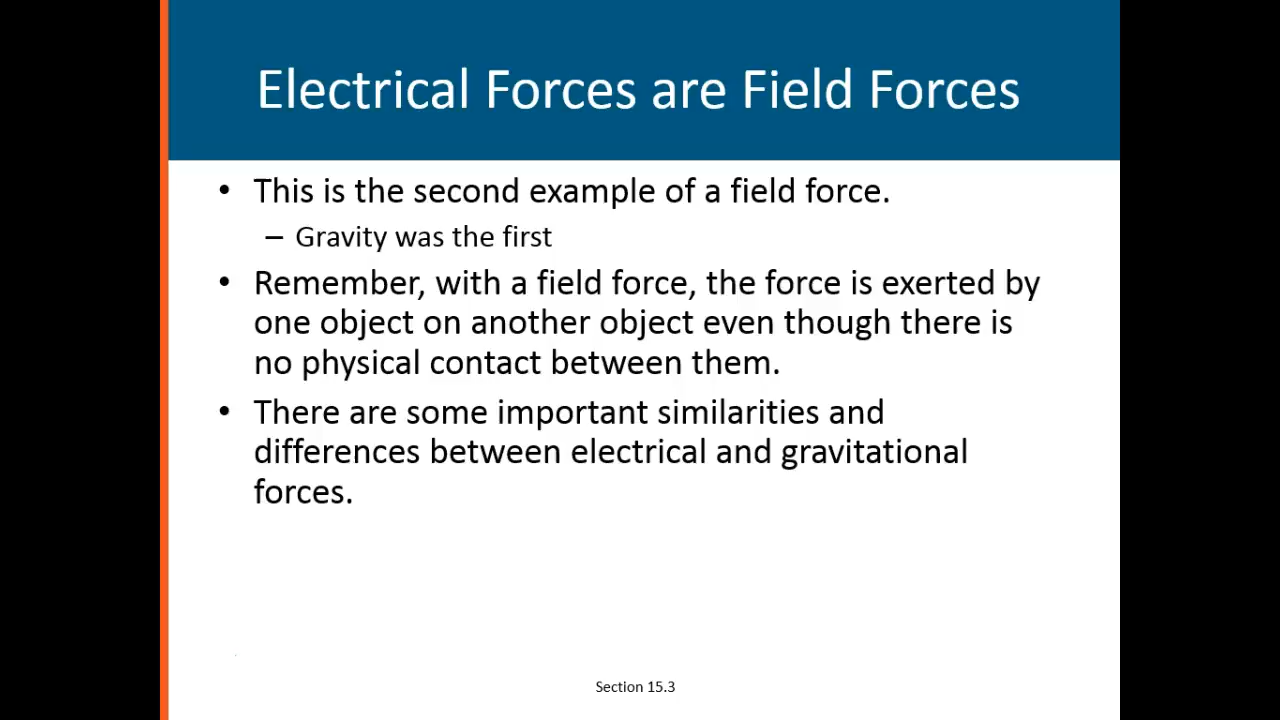 Electrical Forces are Field Forces
• This is the second example of a field force.
– Gravity was the first
• Remember, with a field force, the force is exerted by
one object on another object even though there is
no physical contact between them.
• There are some important similarities and
differences between electrical and gravitational
forces.
Section 15.3